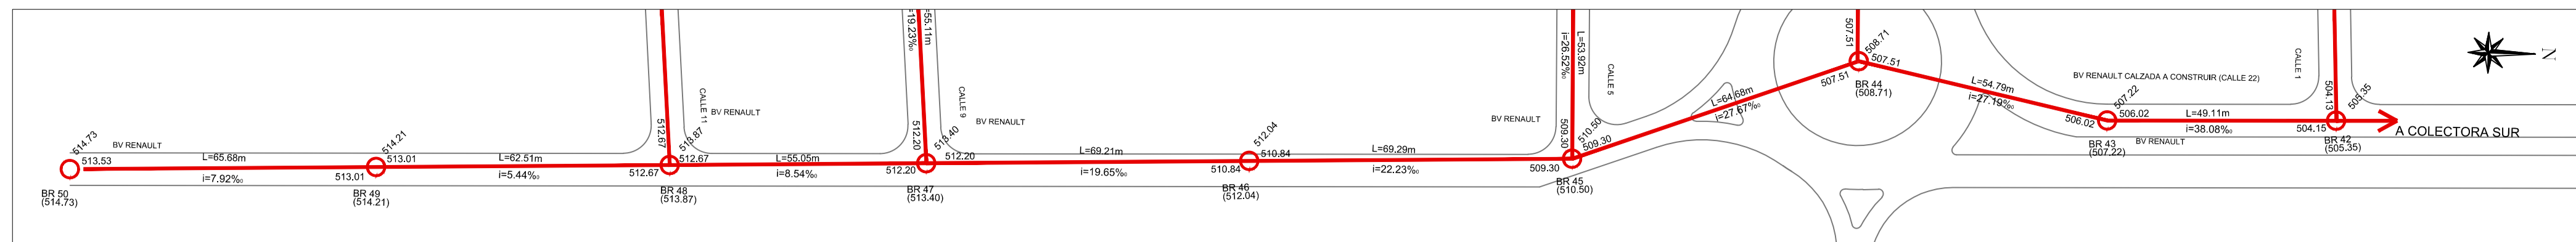 514.73
513.53
BV RENAULT
L=65.68m
i=7.92‰
BR 50
(514.73)
514.21
513.01
513.01
BR 49
(514.21)
L=62.51m
i=5.44‰
512.67
512.67
CALLE 11
513.87
512.67
BR 48
(513.87)
BV RENAULT
L=55.05m
i=8.54‰
=19.23‰
=55.11m
512.20
512.20
CALLE 9
513.40
512.20
BR 47
(513.40)
BV RENAULT
L=69.21m
i=19.65‰
510.84
512.04
510.84
BR 46
(512.04)
L=69.29m
i=22.23‰
BV RENAULT
i=26.52‰
L=53.92m
CALLE 5
509.30
509.30
510.50
509.30
BR 45
(510.50)
L=64.68m
i=27.67‰
507.51
507.51
508.71
507.51
BR 44
(508.71)
L=54.79m
i=27.19‰
506.02
507.22
506.02
BR 43
(507.22)
BV RENAULT CALZADA A CONSTRUIR (CALLE 22)
L=49.11m
i=38.08‰
BV RENAULT
CALLE 1
504.13
504.15
505.35
BR 42
(505.35)
A COLECTORA SUR
N